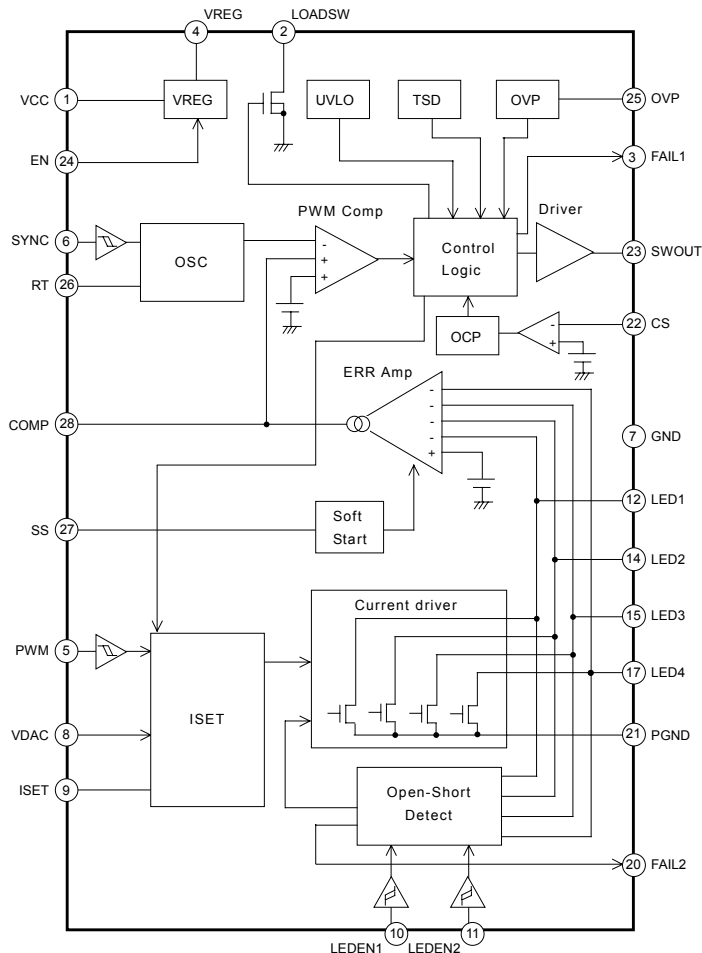 VREG LOADSW
4 2
VCC 1 VREG UVLO TSD OVP 25 OVP
EN 24 3 FAIL1
PWM Comp Driver
SYNC 6 OSC - + + Control Logic 23 SWOUT
RT 26
OCP - + 22 CS
ERR Amp
COMP 28 - - - - + 7 GND
12 LED1
SS 27 Soft Start
14 LED2
Current driver
15 LED3
PWM 5 17 LED4
ISET
VDAC 8 21 PGND
ISET 9
Open-Short Detect
20 FAIL2
10 11
LEDEN1 LEDEN2